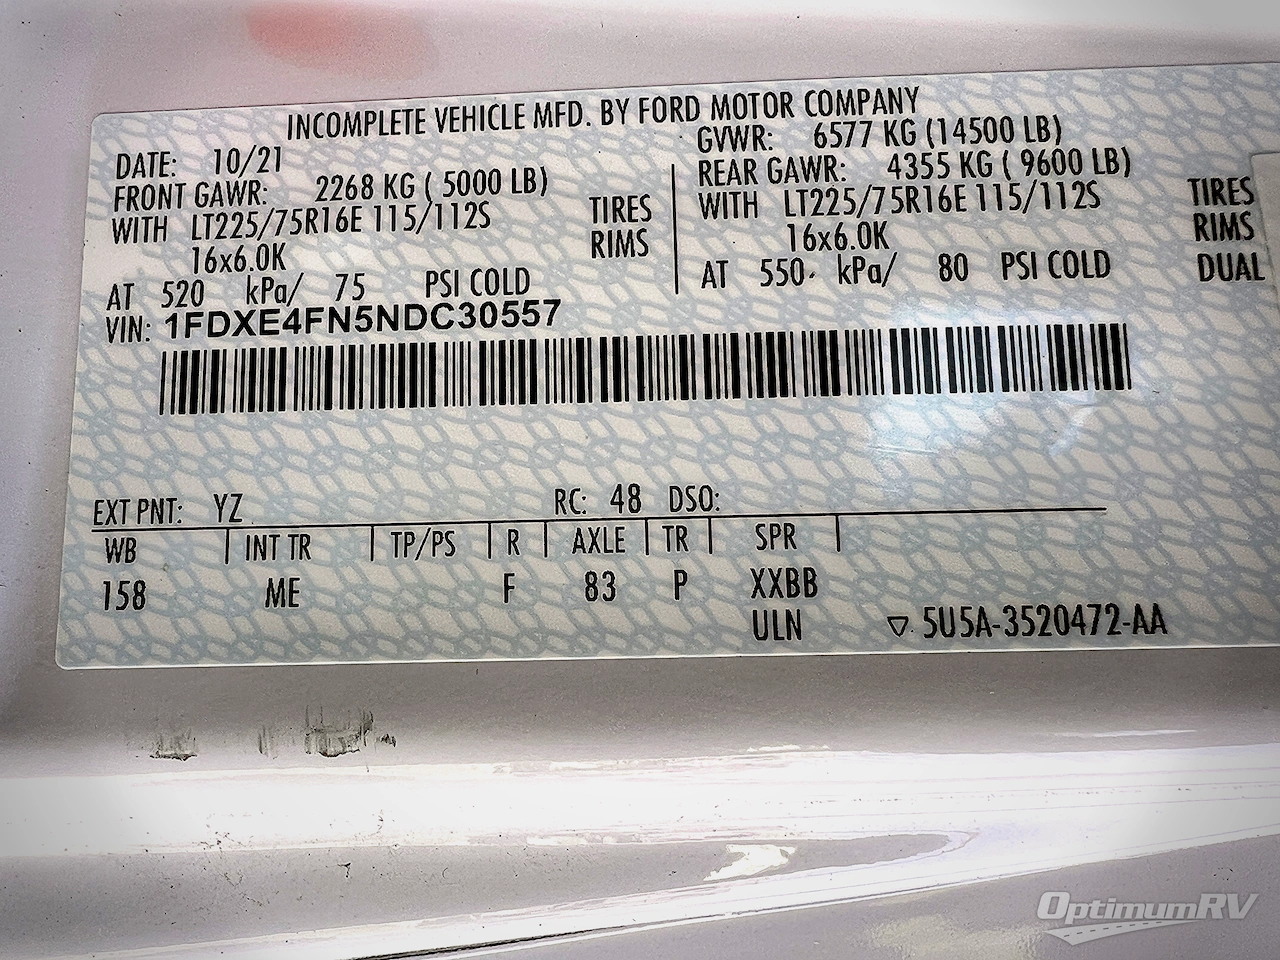 INCOMPLETE VEHICLE MFD. BY FORD MOTOR COMPANY
DATE: 10/21
GVWR: 6577 KG (14500 LB)
FRONT GAWR: 2268 KG ( 5000 LB)
REAR GAWR: 4355 KG ( 9600 LB)
WITH LT225/75R16E 115/112S TIRES
WITH LT225/75R16E 115/112S TIRES
16x6.0K RIMS
16x6.0K RIMS
AT 520 kPa/ 75 PSI COLD
AT 550 kPa/ 80 PSI COLD DUAL
VIN: 1FDXE4FN5NDC30557
EXT PNT: YZ RC: 48 DSO:
WB INT TR TP/PS R AXLE TR SPR
158 ME F 83 P XXBB
ULN ▽ 5U5A-3520472-AA
OptimumRV